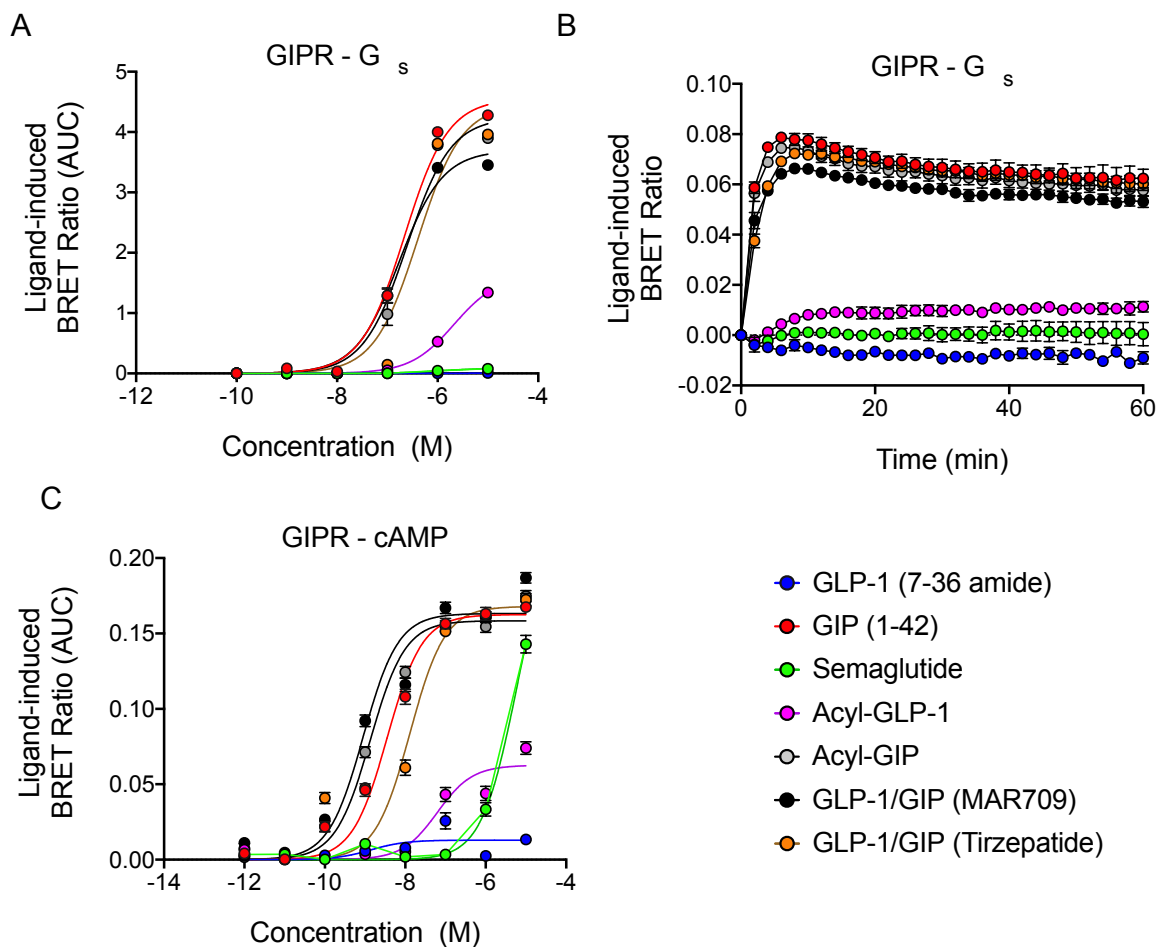 A
GIPR - G s
Ligand-induced
BRET Ratio (AUC)
5
4
3
2
1
0
-12 -10 -8 -6 -4
Concentration (M)
B
GIPR - G s
Ligand-induced
BRET Ratio
0.10
0.08
0.06
0.04
0.02
0.00
-0.02
0 20 40 60
Time (min)
C
GIPR - cAMP
Ligand-induced
BRET Ratio (AUC)
0.20
0.15
0.10
0.05
0.00
-14 -12 -10 -8 -6 -4
Concentration (M)
GLP-1 (7-36 amide)
GIP (1-42)
Semaglutide
Acyl-GLP-1
Acyl-GIP
GLP-1/GIP (MAR709)
GLP-1/GIP (Tirzepatide)